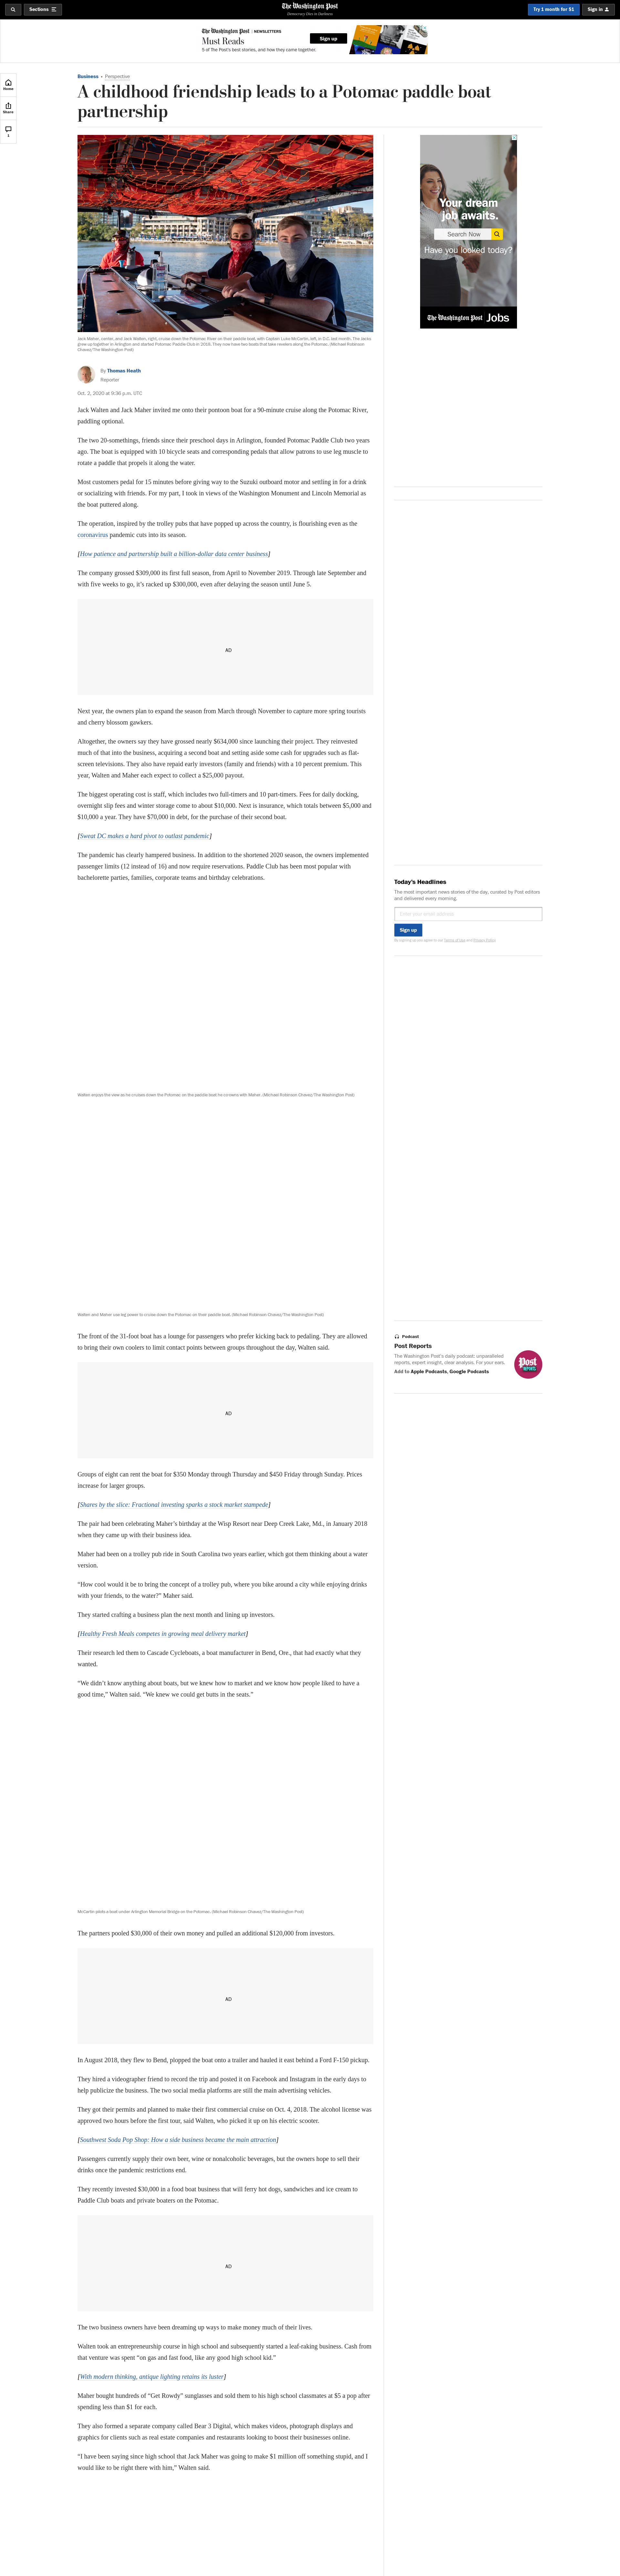 Sections
The Washington Post
Democracy Dies in Darkness
Try 1 month for $1
Sign in
The Washington Post | NEWSLETTERS
Must Reads
5 of The Post's best stories, and how they came together.
Sign up
Home
Share
1
Business • Perspective
A childhood friendship leads to a Potomac paddle boat
partnership
Jack Maher, center, and Jack Walten, right, cruise down the Potomac River on their paddle boat, with Captain Luke McCartin, left, in D.C. last month. The Jacks
grew up together in Arlington and started Potomac Paddle Club in 2018. They now have two boats that take revelers along the Potomac. (Michael Robinson
Chavez/The Washington Post)
By Thomas Heath
Reporter
Oct. 2, 2020 at 9:36 p.m. UTC
Jack Walten and Jack Maher invited me onto their pontoon boat for a 90-minute cruise along the Potomac River,
paddling optional.
The two 20-somethings, friends since their preschool days in Arlington, founded Potomac Paddle Club two years
ago. The boat is equipped with 10 bicycle seats and corresponding pedals that allow patrons to use leg muscle to
rotate a paddle that propels it along the water.
Most customers pedal for 15 minutes before giving way to the Suzuki outboard motor and settling in for a drink
or socializing with friends. For my part, I took in views of the Washington Monument and Lincoln Memorial as
the boat puttered along.
The operation, inspired by the trolley pubs that have popped up across the country, is flourishing even as the
coronavirus pandemic cuts into its season.
[How patience and partnership built a billion-dollar data center business]
The company grossed $309,000 its first full season, from April to November 2019. Through late September and
with five weeks to go, it's racked up $300,000, even after delaying the season until June 5.
AD
Next year, the owners plan to expand the season from March through November to capture more spring tourists
and cherry blossom gawkers.
Altogether, the owners say they have grossed nearly $634,000 since launching their project. They reinvested
much of that into the business, acquiring a second boat and setting aside some cash for upgrades such as flat-
screen televisions. They also have repaid early investors (family and friends) with a 10 percent premium. This
year, Walten and Maher each expect to collect a $25,000 payout.
The biggest operating cost is staff, which includes two full-timers and 10 part-timers. Fees for daily docking,
overnight slip fees and winter storage come to about $10,000. Next is insurance, which totals between $5,000 and
$10,000 a year. They have $70,000 in debt, for the purchase of their second boat.
[Sweat DC makes a hard pivot to outlast pandemic]
The pandemic has clearly hampered business. In addition to the shortened 2020 season, the owners implemented
passenger limits (12 instead of 16) and now require reservations. Paddle Club has been most popular with
bachelorette parties, families, corporate teams and birthday celebrations.
Walten enjoys the view as he cruises down the Potomac on the paddle boat he co-owns with Maher. (Michael Robinson Chavez/The Washington Post)
Walten and Maher use leg power to cruise down the Potomac on their paddle boat. (Michael Robinson Chavez/The Washington Post)
The front of the 31-foot boat has a lounge for passengers who prefer kicking back to pedaling. They are allowed
to bring their own coolers to limit contact points between groups throughout the day, Walten said.
AD
Groups of eight can rent the boat for $350 Monday through Thursday and $450 Friday through Sunday. Prices
increase for larger groups.
[Shares by the slice: Fractional investing sparks a stock market stampede]
The pair had been celebrating Maher's birthday at the Wisp Resort near Deep Creek Lake, Md., in January 2018
when they came up with their business idea.
Maher had been on a trolley pub ride in South Carolina two years earlier, which got them thinking about a water
version.
"How cool would it be to bring the concept of a trolley pub, where you bike around a city while enjoying drinks
with your friends, to the water?" Maher said.
They started crafting a business plan the next month and lining up investors.
[Healthy Fresh Meals competes in growing meal delivery market]
Their research led them to Cascade Cycleboats, a boat manufacturer in Bend, Ore., that had exactly what they
wanted.
"We didn't know anything about boats, but we knew how to market and we know how people liked to have a
good time," Walten said. "We knew we could get butts in the seats."
McCartin pilots a boat under Arlington Memorial Bridge on the Potomac. (Michael Robinson Chavez/The Washington Post)
The partners pooled $30,000 of their own money and pulled an additional $120,000 from investors.
AD
In August 2018, they flew to Bend, plopped the boat onto a trailer and hauled it east behind a Ford F-150 pickup.
They hired a videographer friend to record the trip and posted it on Facebook and Instagram in the early days to
help publicize the business. The two social media platforms are still the main advertising vehicles.
They got their permits and planned to make their first commercial cruise on Oct. 4, 2018. The alcohol license was
approved two hours before the first tour, said Walten, who picked it up on his electric scooter.
[Southwest Soda Pop Shop: How a side business became the main attraction]
Passengers currently supply their own beer, wine or nonalcoholic beverages, but the owners hope to sell their
drinks once the pandemic restrictions end.
They recently invested $30,000 in a food boat business that will ferry hot dogs, sandwiches and ice cream to
Paddle Club boats and private boaters on the Potomac.
AD
The two business owners have been dreaming up ways to make money much of their lives.
Walten took an entrepreneurship course in high school and subsequently started a leaf-raking business. Cash from
that venture was spent "on gas and fast food, like any good high school kid."
[With modern thinking, antique lighting retains its luster]
Maher bought hundreds of "Get Rowdy" sunglasses and sold them to his high school classmates at $5 a pop after
spending less than $1 for each.
They also formed a separate company called Bear 3 Digital, which makes videos, photograph displays and
graphics for clients such as real estate companies and restaurants looking to boost their businesses online.
"I have been saying since high school that Jack Maher was going to make $1 million off something stupid, and I
would like to be right there with him," Walten said.
Your dream
job awaits.
Search Now
Have you looked today?
The Washington Post Jobs
Today's Headlines
The most important news stories of the day, curated by Post editors
and delivered every morning.
Enter your email address
Sign up
By signing up you agree to our Terms of Use and Privacy Policy
Podcast
Post Reports
The Washington Post's daily podcast: unparalleled
reports, expert insight, clear analysis. For your ears.
Add to Apple Podcasts, Google Podcasts
Post
REPORTS